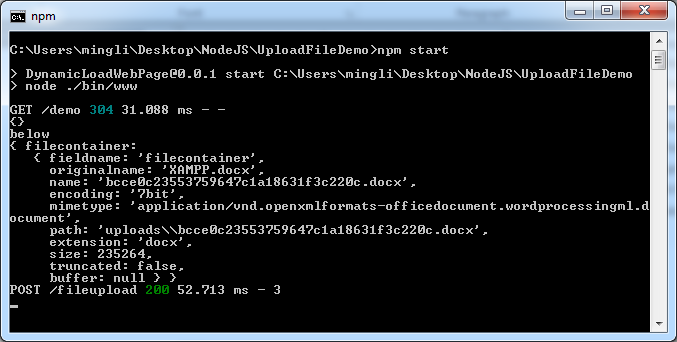 npm
C:\Users\mingli\Desktop\NodeJS\UploadFileDemo>npm start
> DynamicLoadWebPage@0.0.1 start C:\Users\mingli\Desktop\NodeJS\UploadFileDemo
> node ./bin/www
GET /demo 304 31.088 ms - -
{}
below
{ filecontainer:
{ fieldname: 'filecontainer',
originalname: 'XAMPP.docx',
name: 'bcce0c23553759647c1a18631f3c220c.docx',
encoding: '7bit',
mimetype: 'application/vnd.openxmlformats-officedocument.wordprocessingml.d
ocument',
path: 'uploads\\bcce0c23553759647c1a18631f3c220c.docx',
extension: 'docx',
size: 235264,
truncated: false,
buffer: null } }
POST /fileupload 200 52.713 ms - 3